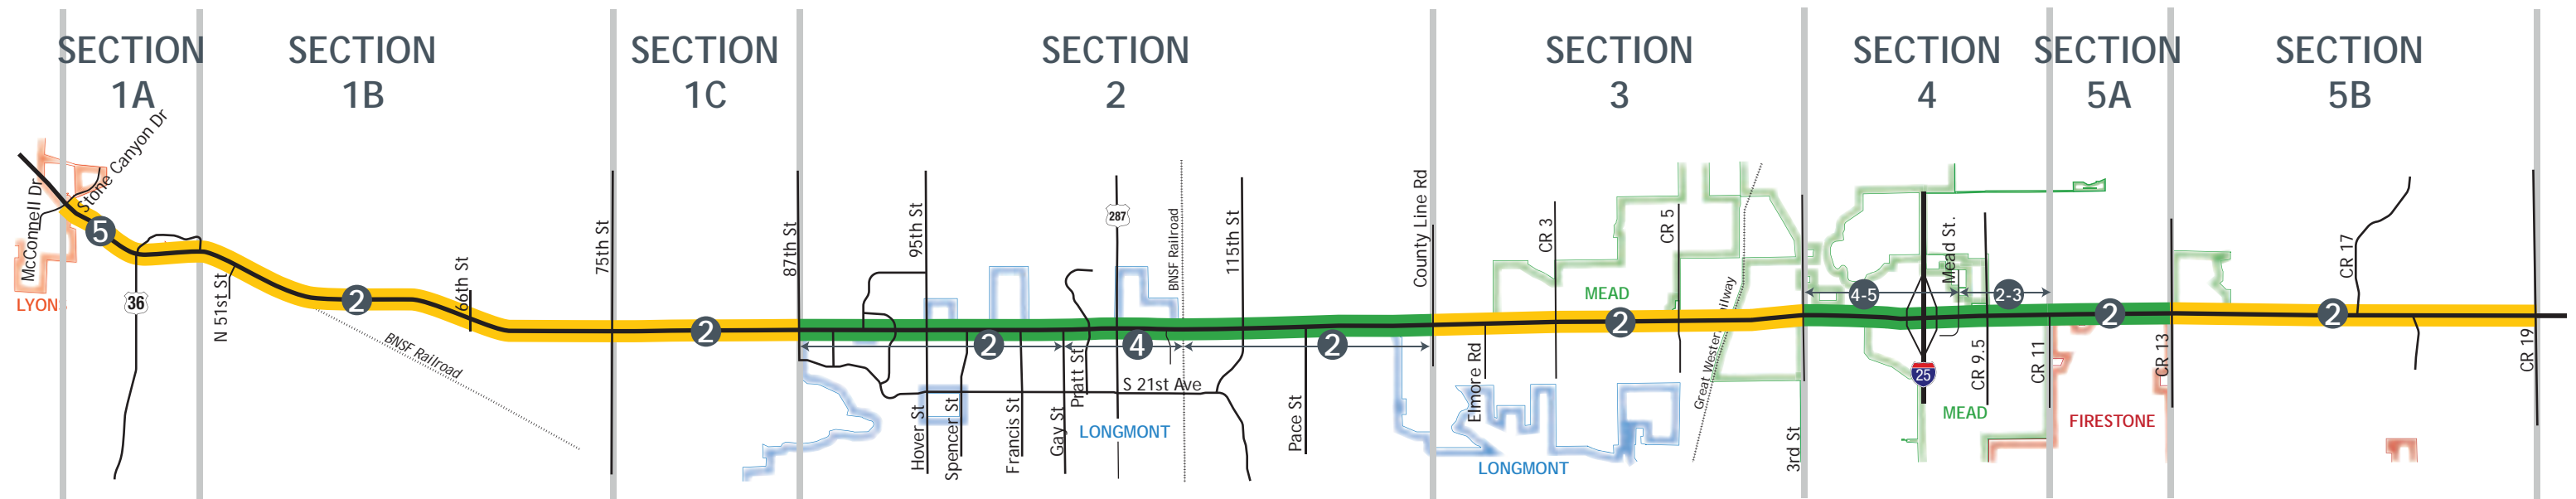 SECTION
1A
SECTION
1B
SECTION
1C
SECTION
2
SECTION
3
SECTION
4
SECTION
5A
SECTION
5B
McConnell Dr
Stone Canyon Dr
LYONS
5
36
N 51st St
2
BNSF Railroad
66th St
75th St
2
87th St
95th St
Hover St
Spencer St
2
Francis St
Gay St
Pratt St
287
4
S 21st Ave
LONGMONT
BNSF Railroad
115th St
Pace St
2
County Line Rd
Elmore Rd
LONGMONT
CR 3
MEAD
2
CR 5
Great Western Railway
3rd St
4-5
25
Mead St.
2-3
CR 9.5
MEAD
CR 11
2
FIRESTONE
CR 13
2
CR 17
CR 19